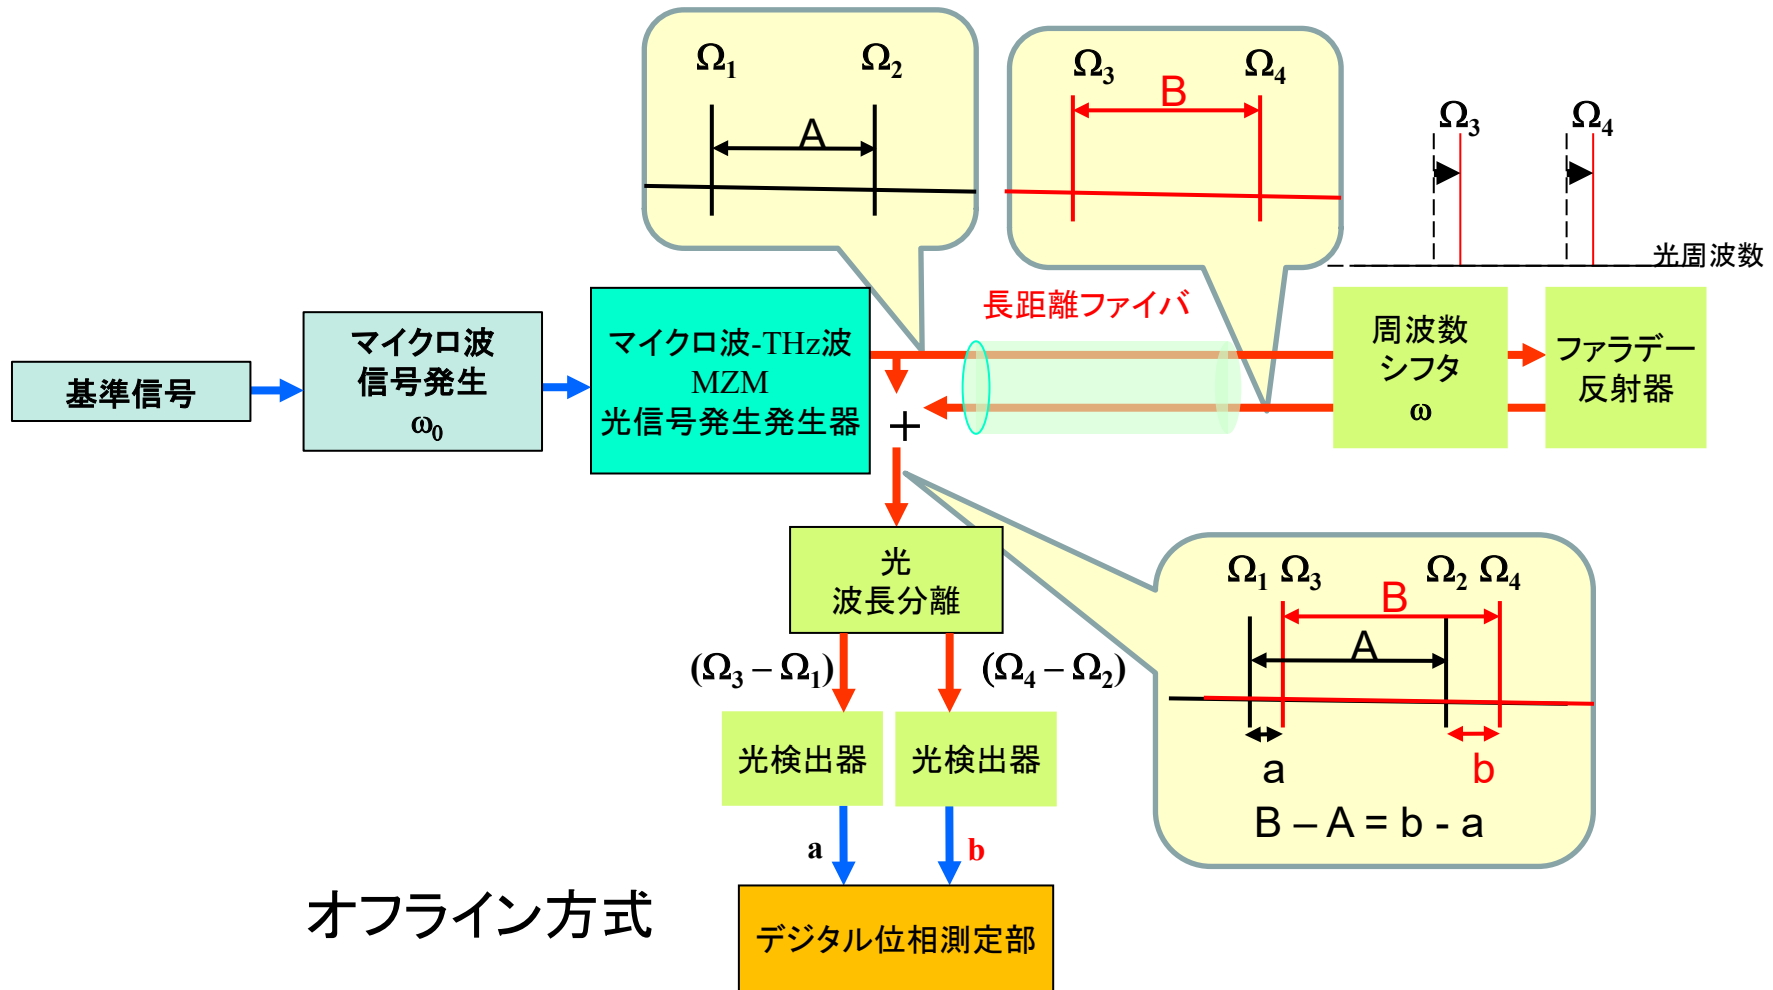 Ω1
Ω2
A
Ω3
Ω4
B
Ω3
Ω4
光周波数
長距離ファイバ
基準信号
マイクロ波
信号発生
ω0
マイクロ波-THz波
MZM
光信号発生発生器
+
周波数
シフタ
ω
ファラデー
反射器
光
波長分離
(Ω3 – Ω1)
(Ω4 – Ω2)
光検出器
光検出器
a
b
デジタル位相測定部
オフライン方式
Ω1 Ω3
Ω2 Ω4
B
A
a
b
B – A = b - a